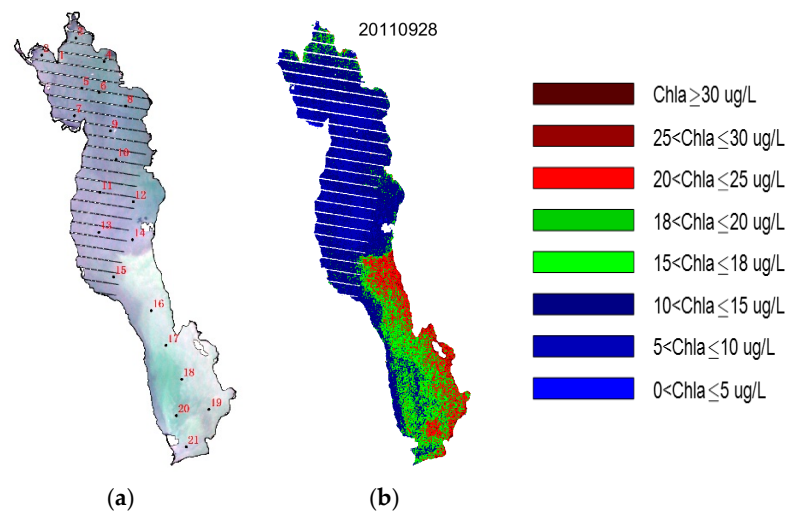 20110928
1
4
5
6
8
7
9
10
11
12
13
14
15
16
17
18
19
20
21
Chla≥30 ug/L
25<Chla≤30 ug/L
20<Chla≤25 ug/L
18<Chla≤20 ug/L
15<Chla≤18 ug/L
10<Chla≤15 ug/L
5<Chla≤10 ug/L
0<Chla≤5 ug/L
(a)
(b)